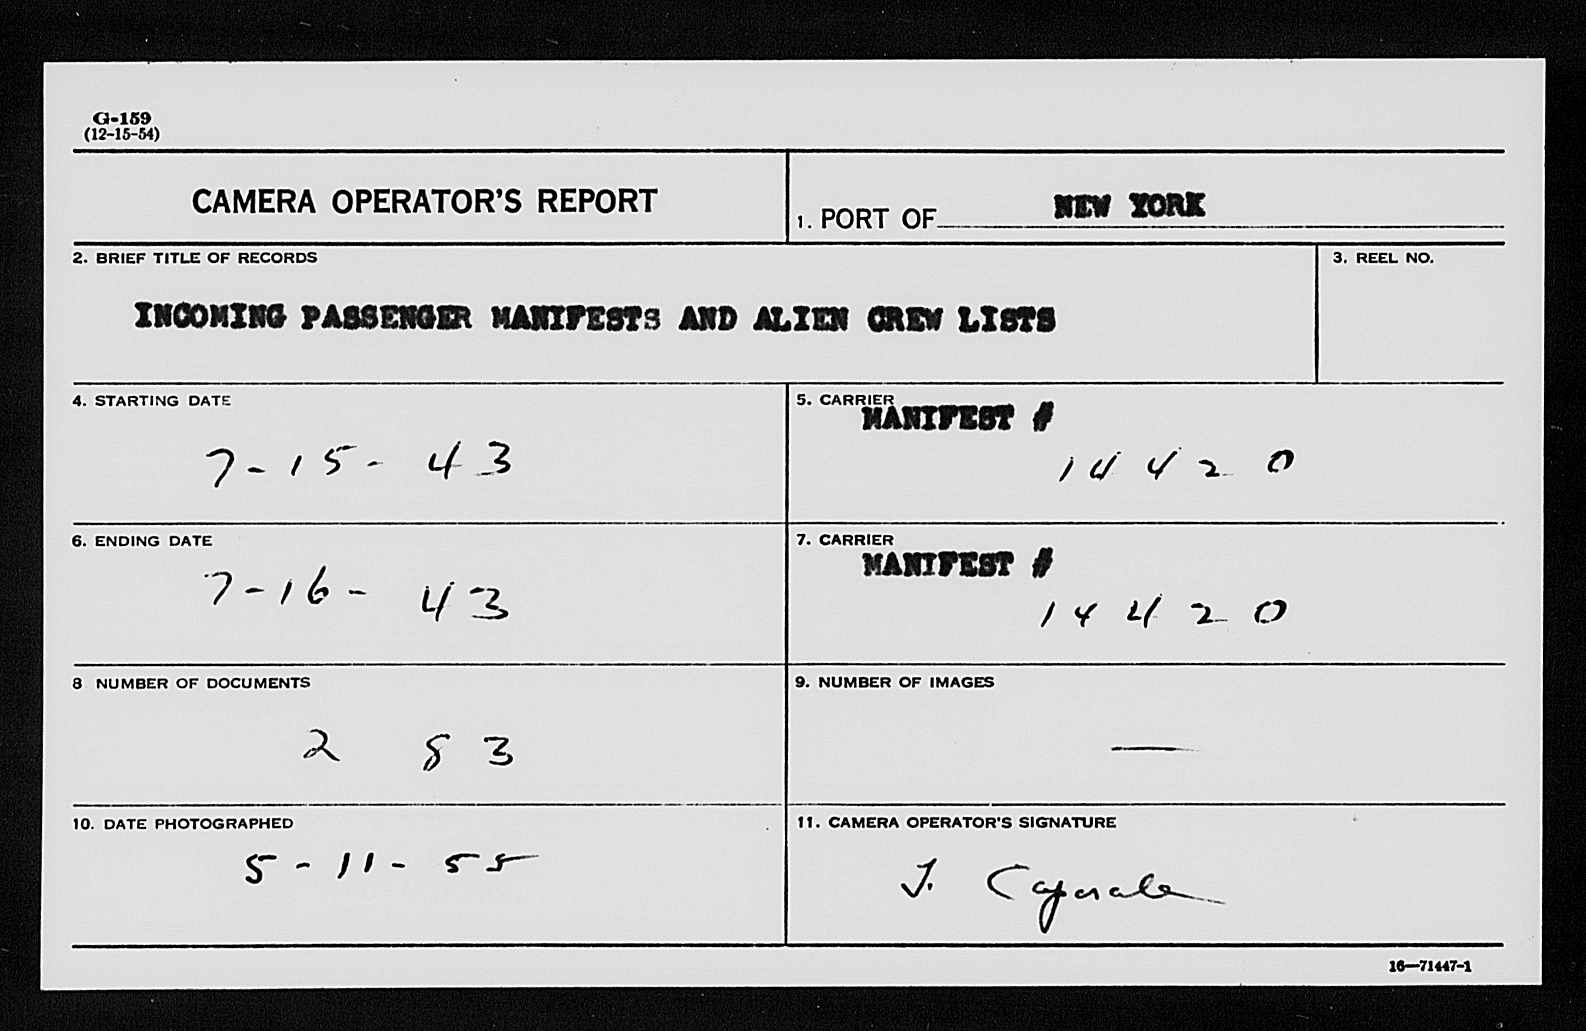 G-159
(12-15-54)
CAMERA OPERATOR'S REPORT
1. PORT OF NEW YORK
2. BRIEF TITLE OF RECORDS
3. REEL NO.
INCOMING PASSENGER MANIFESTS AND ALIEN CREW LISTS
4. STARTING DATE
7-15-43
5. CARRIER
MANIFEST #
14420
6. ENDING DATE
7-16-43
7. CARRIER
MANIFEST #
14420
8 NUMBER OF DOCUMENTS
283
9. NUMBER OF IMAGES
—
10. DATE PHOTOGRAPHED
5-11-55
11. CAMERA OPERATOR'S SIGNATURE
J. Caporale
16—71447-1